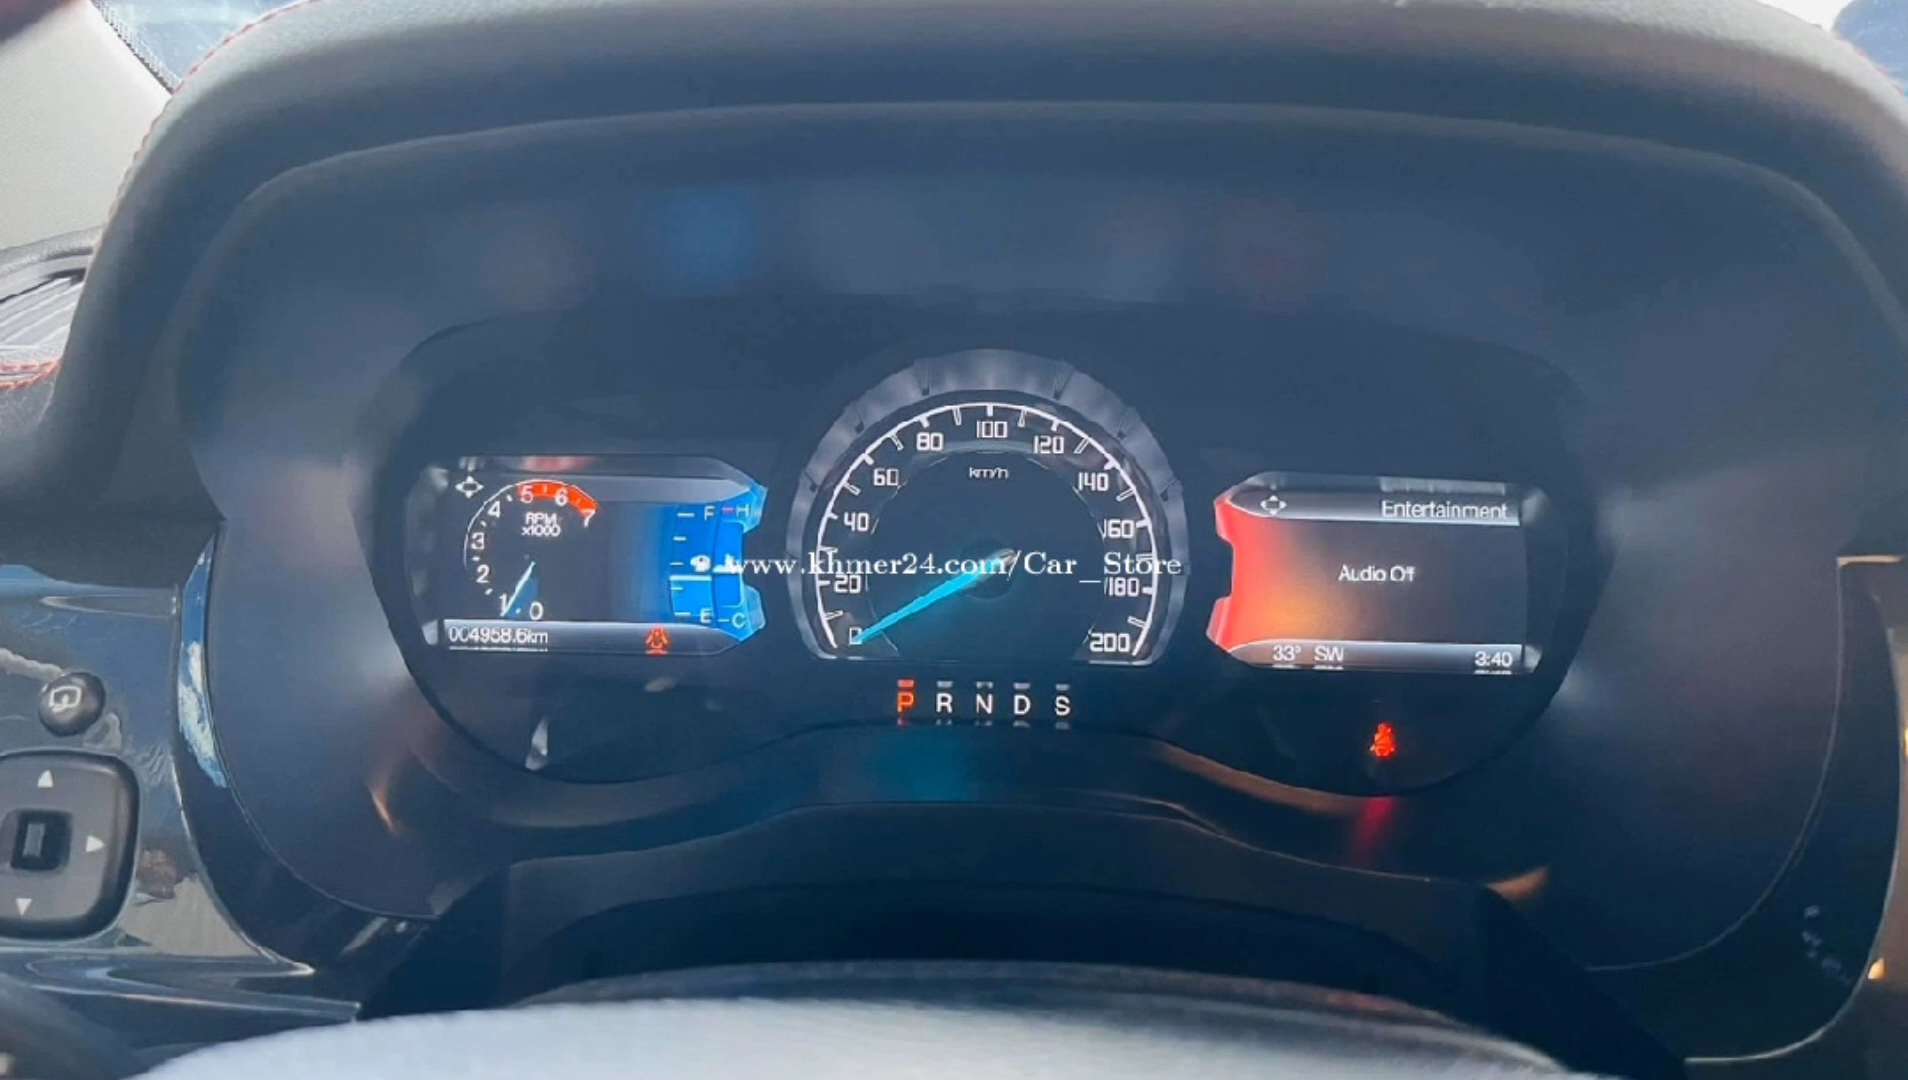 5 6
4 7
RPM
x1000
3
2
1 0
F H
E C
004958.6km
100
80 120
km/h
60 140
40 160
20 180
0 200
www.khmer24.com/Car_Store
P R N D S
Entertainment
Audio Off
33° SW 3:40